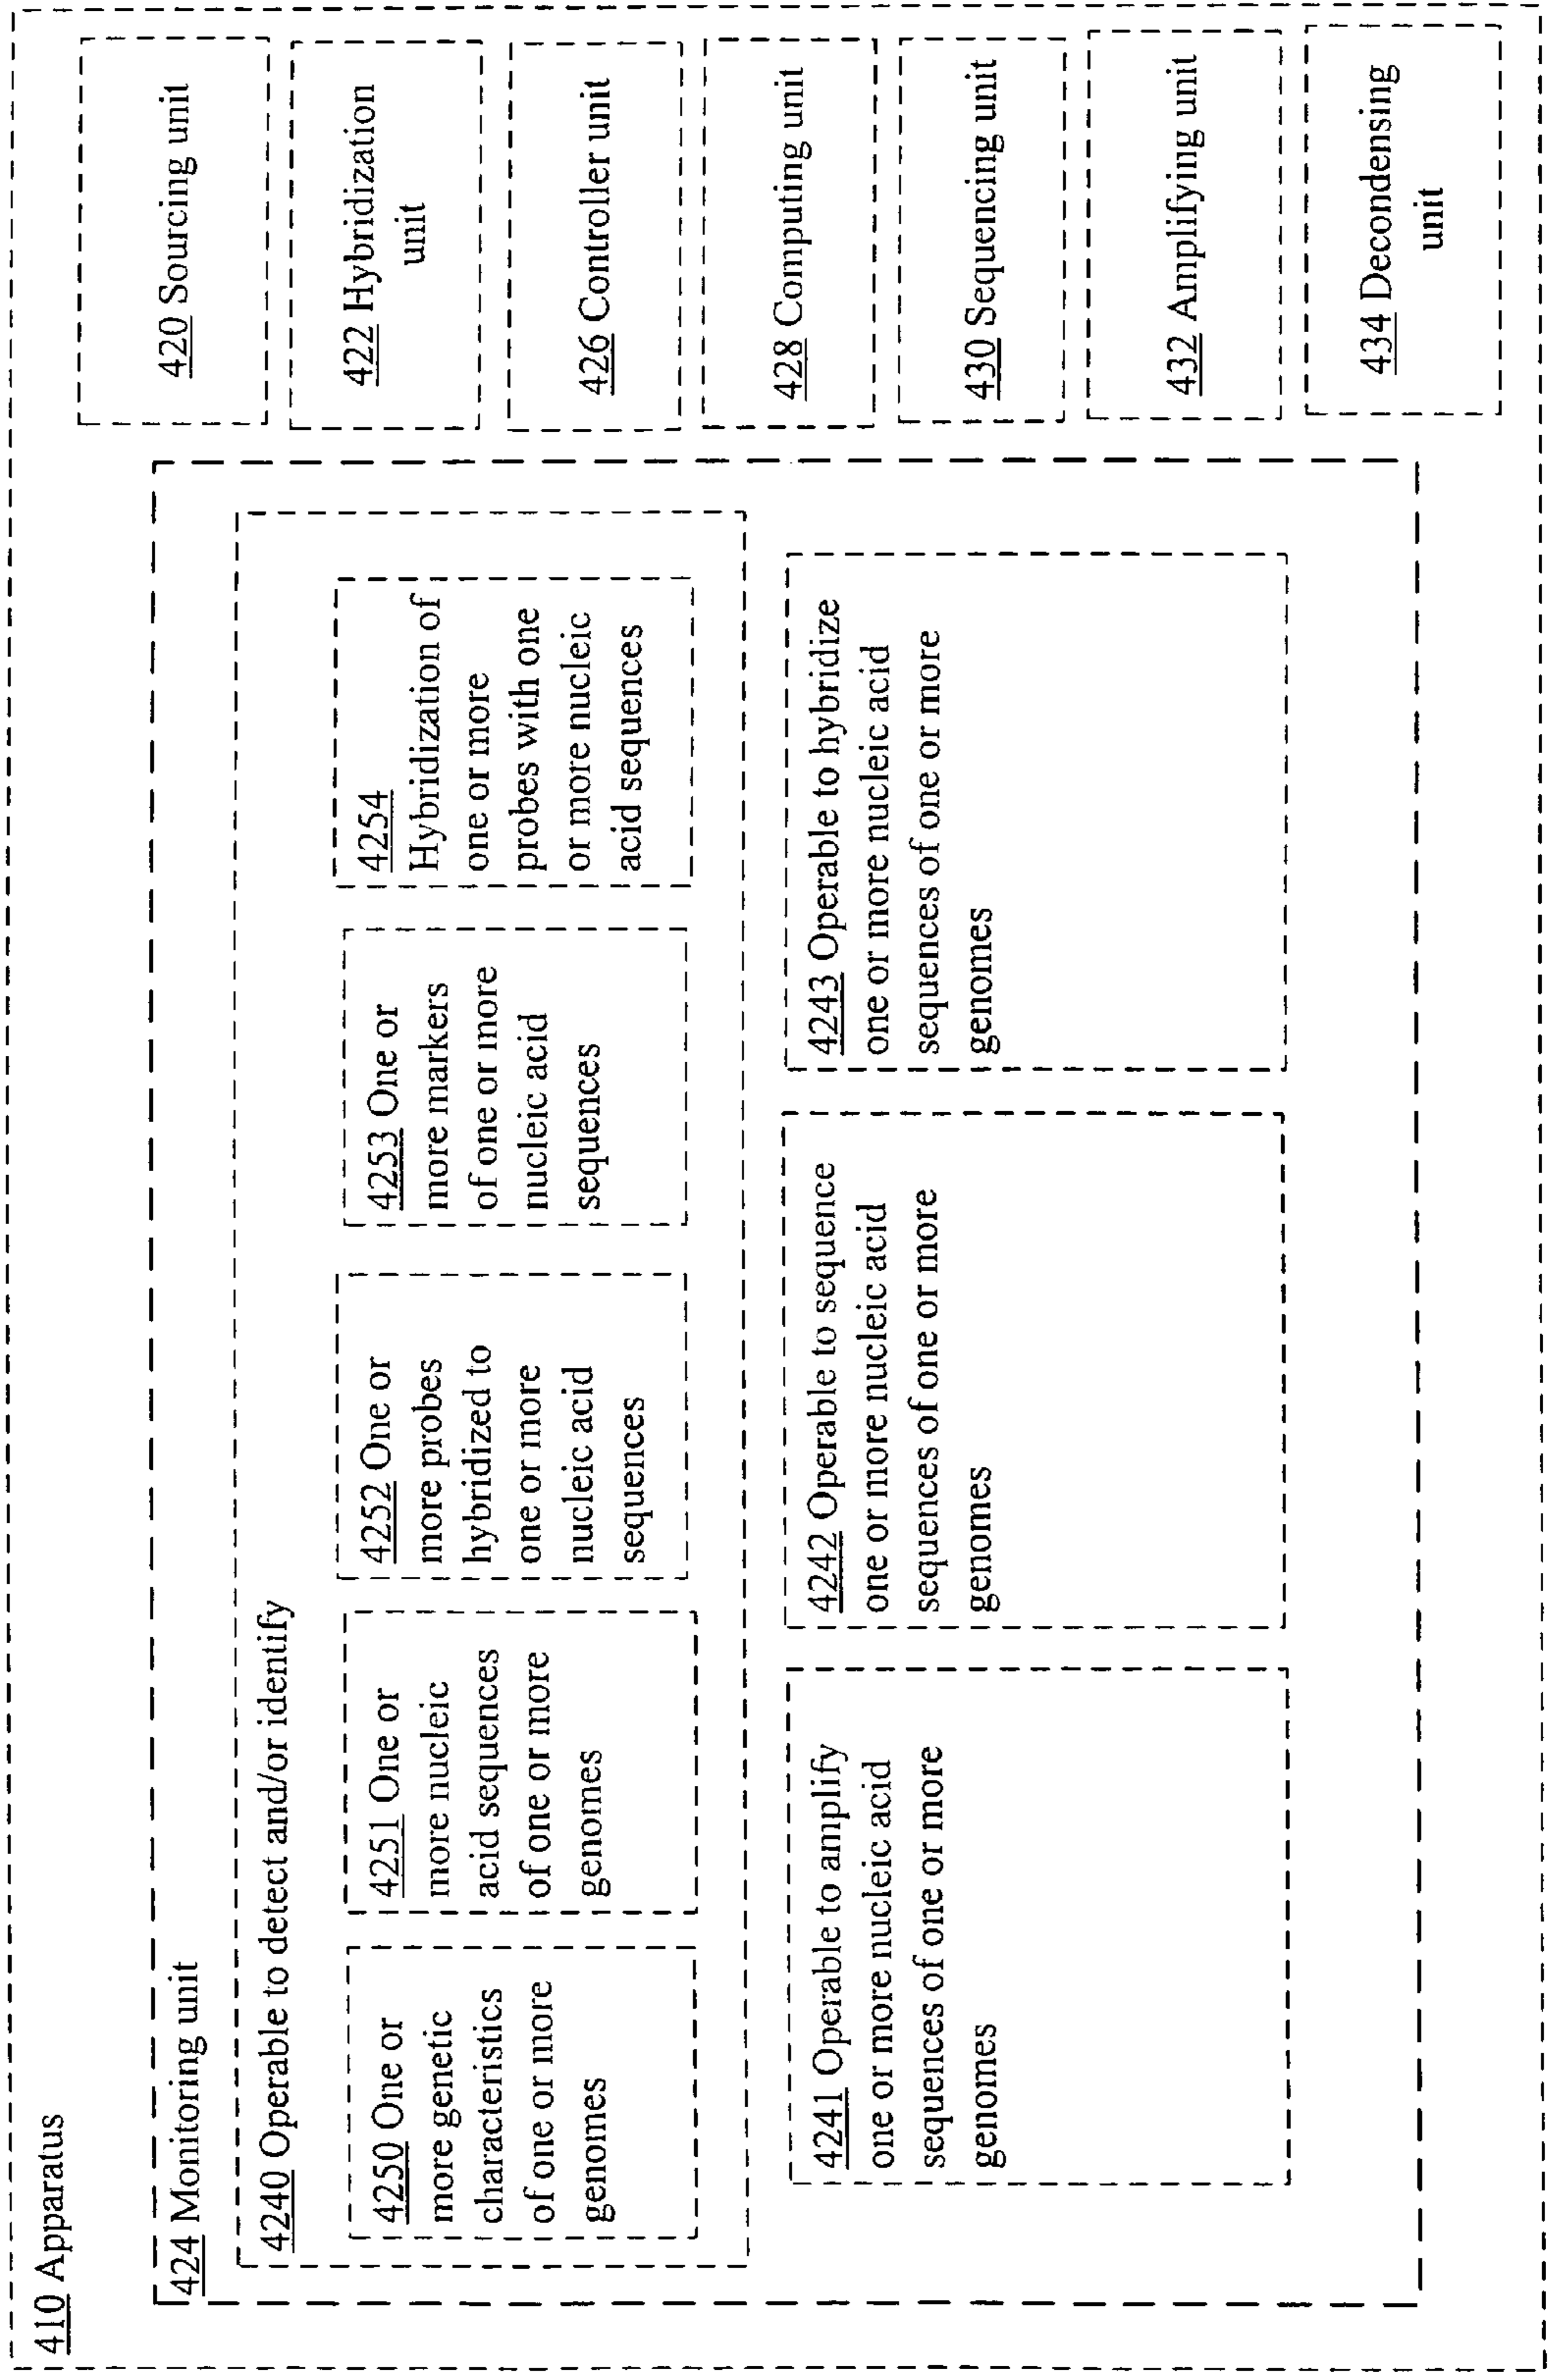 410 Apparatus
424 Monitoring unit
4240 Operable to detect and/or identify
4250 One or
more genetic
characteristics
of one or more
genomes
4251 One or
more nucleic
acid sequences
of one or more
genomes
4252 One or
more probes
hybridized to
one or more
nucleic acid
sequences
4253 One or
more markers
of one or more
nucleic acid
sequences
4254
Hybridization of
one or more
probes with one
or more nucleic
acid sequences
4241 Operable to amplify
one or more nucleic acid
sequences of one or more
genomes
4242 Operable to sequence
one or more nucleic acid
sequences of one or more
genomes
4243 Operable to hybridize
one or more nucleic acid
sequences of one or more
genomes
420 Sourcing unit
422 Hybridization
unit
426 Controller unit
428 Computing unit
430 Sequencing unit
432 Amplifying unit
434 Decondensing
unit